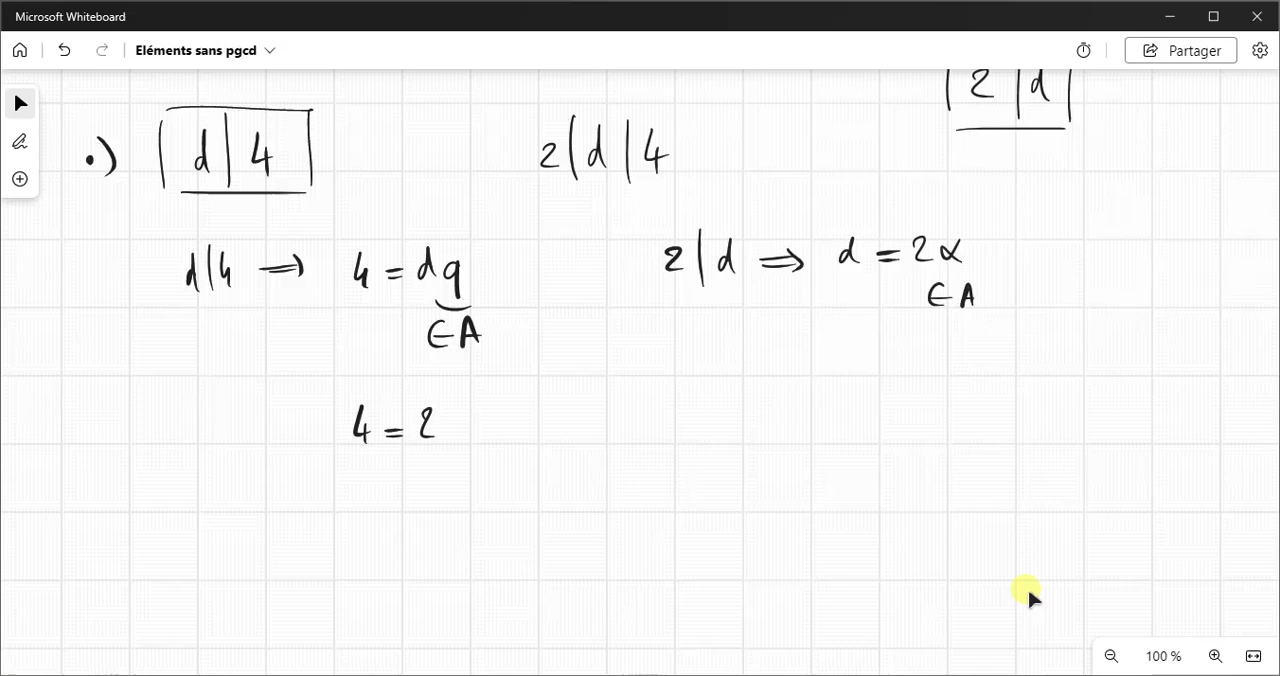 Microsoft Whiteboard
Eléments sans pgcd
Partager
2 | d
•) d | 4
2 | d | 4
d | 4 ⟹ 4 = dq
∈ A
2 | d ⟹ d = 2α
∈ A
4 = 2
100 %